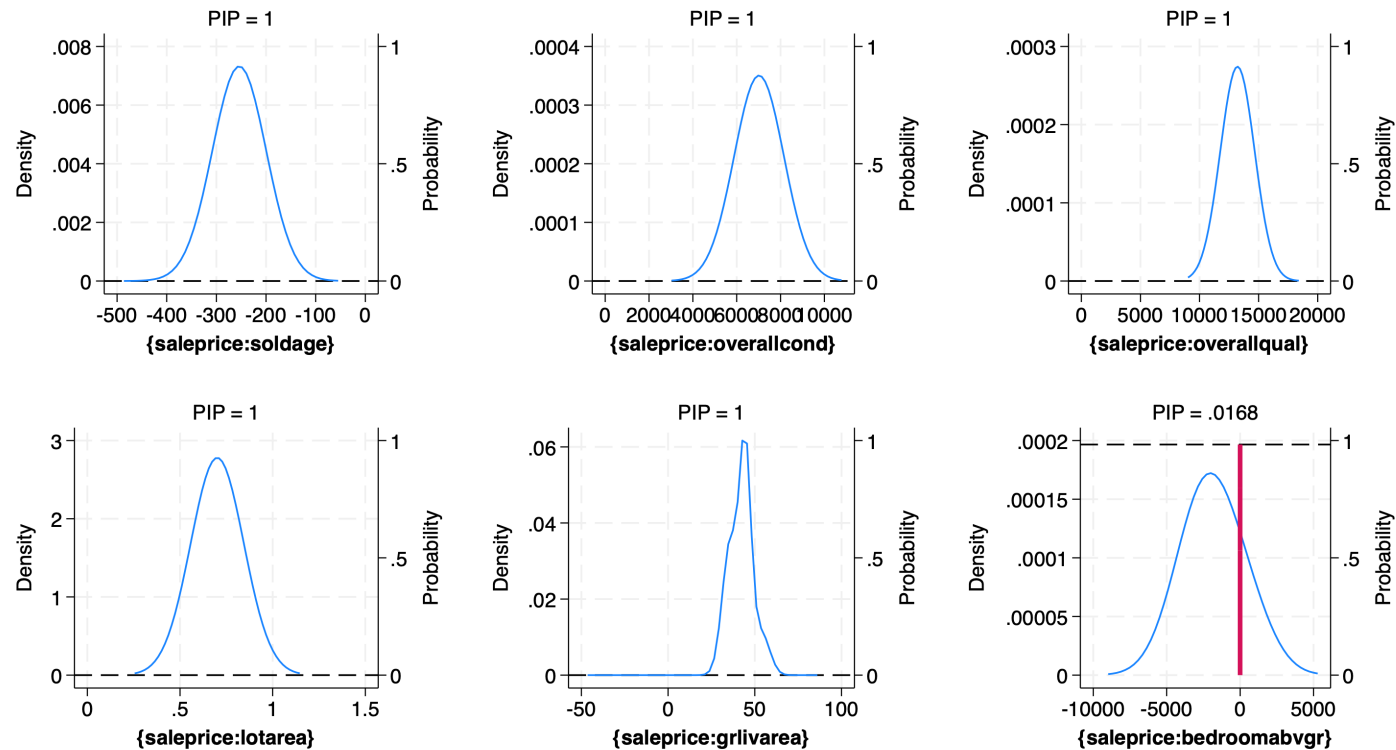 PIP = 1
.008
.006
.004
.002
0
Density
1
.5
0
Probability
-500 -400 -300 -200 -100 0
{saleprice:soldage}
PIP = 1
.0004
.0003
.0002
.0001
0
Density
1
.5
0
Probability
0 2000 4000 6000 8000 10000
{saleprice:overallcond}
PIP = 1
.0003
.0002
.0001
0
Density
1
.5
0
Probability
0 5000 10000 15000 20000
{saleprice:overallqual}
PIP = 1
3
2
1
0
Density
1
.5
0
Probability
0 .5 1 1.5
{saleprice:lotarea}
PIP = 1
.06
.04
.02
0
Density
1
.5
0
Probability
-50 0 50 100
{saleprice:grlivarea}
PIP = .0168
.0002
.00015
.0001
.00005
0
Density
1
.5
0
Probability
-10000 -5000 0 5000
{saleprice:bedroomabvgr}